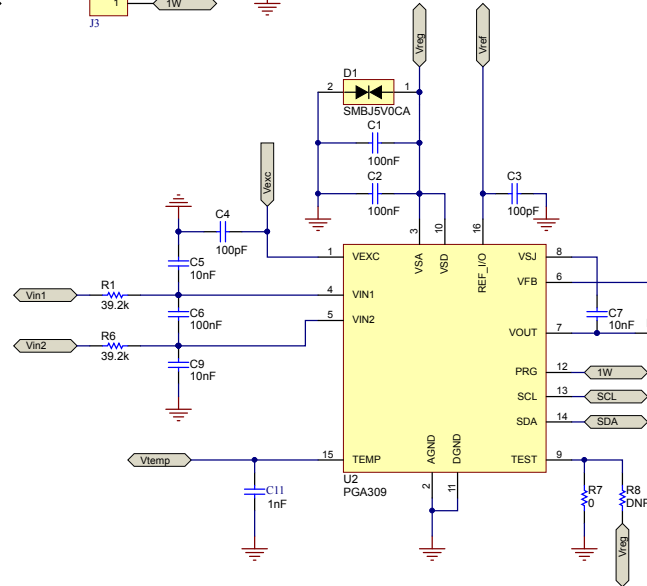 1
1W
J3
Vreg
Vref
D1
2
1
SMBJ5V0CA
C1
100nF
C2
100nF
C3
100pF
Vexc
C4
100pF
C5
10nF
3
10
16
1
VEXC
VSA
VSD
REF_I/O
VSJ
8
VFB
6
Vin1
R1
39.2k
4
VIN1
C6
100nF
5
VIN2
C7
10nF
VOUT
7
Vin2
R6
39.2k
C9
10nF
PRG
12
1W
SCL
13
SCL
SDA
14
SDA
Vtemp
15
TEMP
AGND
DGND
TEST
9
U2
PGA309
2
11
C11
1nF
R7
0
R8
DNP
Vreg